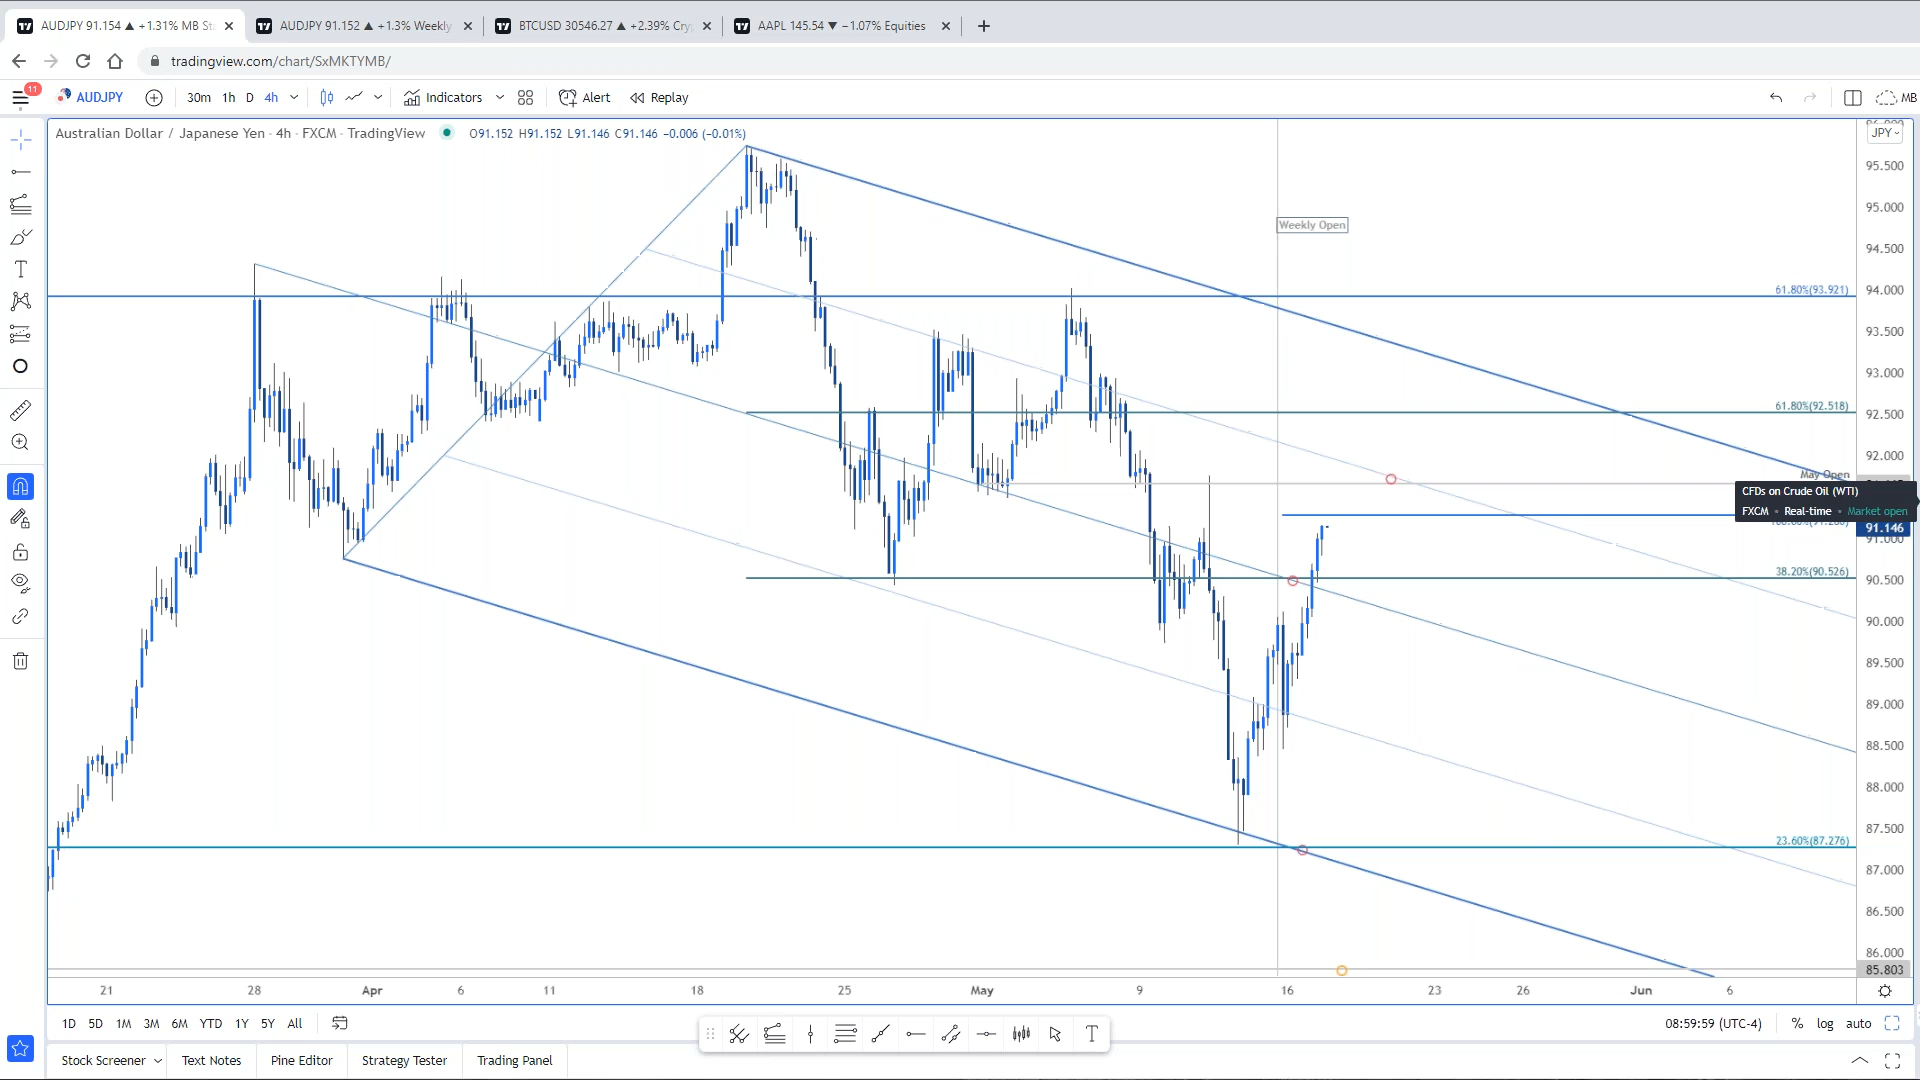 AUDJPY 91.154 ▲ +1.31% MB St
AUDJPY 91.152 ▲ +1.3% Weekly
BTCUSD 30546.27 ▲ +2.39% Cry
AAPL 145.54 ▼ −1.07% Equities
tradingview.com/chart/SxMKTYMB/
11
AUDJPY
30m 1h D 4h
Indicators
Alert
Replay
MB
Australian Dollar / Japanese Yen · 4h · FXCM · TradingView
O91.152 H91.152 L91.146 C91.146 −0.006 (−0.01%)
JPY
95.500
95.000
Weekly Open
94.500
61.80%(93.921)
94.000
93.500
93.000
61.80%(92.518)
92.500
92.000
May Open
CFDs on Crude Oil (WTI)
FXCM • Real-time • Market open
91.146
91.000
38.20%(90.526)
90.500
90.000
89.500
89.000
88.500
88.000
87.500
23.60%(87.276)
87.000
86.500
86.000
85.803
21 28 Apr 6 11 18 25 May 9 16 23 26 Jun 6
1D 5D 1M 3M 6M YTD 1Y 5Y All
08:59:59 (UTC-4)
% log auto
T
Stock Screener
Text Notes
Pine Editor
Strategy Tester
Trading Panel